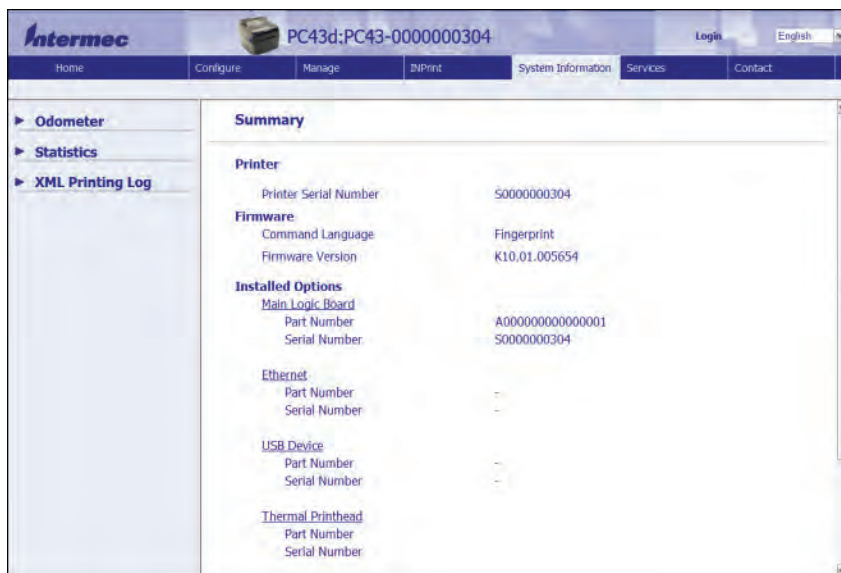 Intermec
PC43d:PC43-0000000304
Login
English
Home Configure Manage INPrint System Information Services Contact
Odometer
Statistics
XML Printing Log
Summary
Printer
Printer Serial Number S0000000304
Firmware
Command Language Fingerprint
Firmware Version K10.01.005654
Installed Options
Main Logic Board
Part Number A000000000000001
Serial Number S0000000304
Ethernet
Part Number -
Serial Number -
USB Device
Part Number -
Serial Number -
Thermal Printhead
Part Number
Serial Number